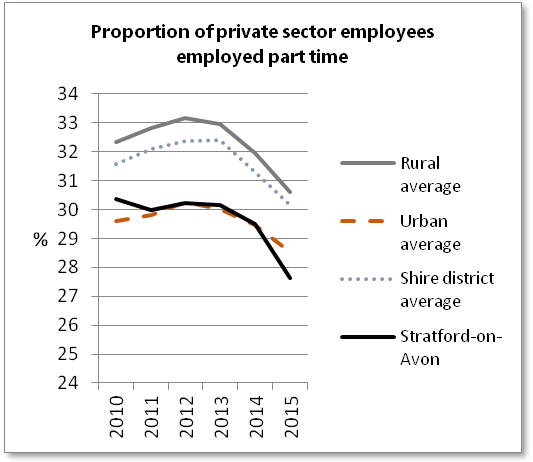 Proportion of private sector employees
employed part time
34
33
32
31
30
29
28
27
26
25
24
%
2010
2011
2012
2013
2014
2015
Rural
average
Urban
average
Shire district
average
Stratford-on-
Avon